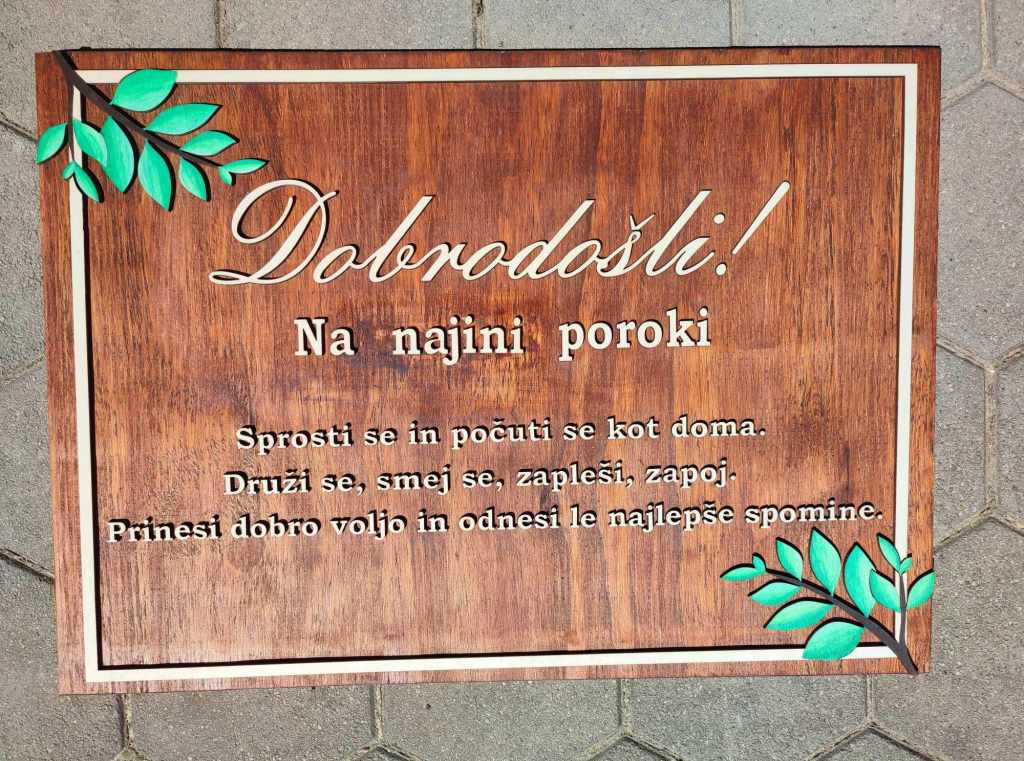 Dobrodošli!
Na najini poroki
Sprosti se in počuti se kot doma.
Druži se, smej se, zapleši, zapoj.
Prinesi dobro voljo in odnesi le najlepše spomine.